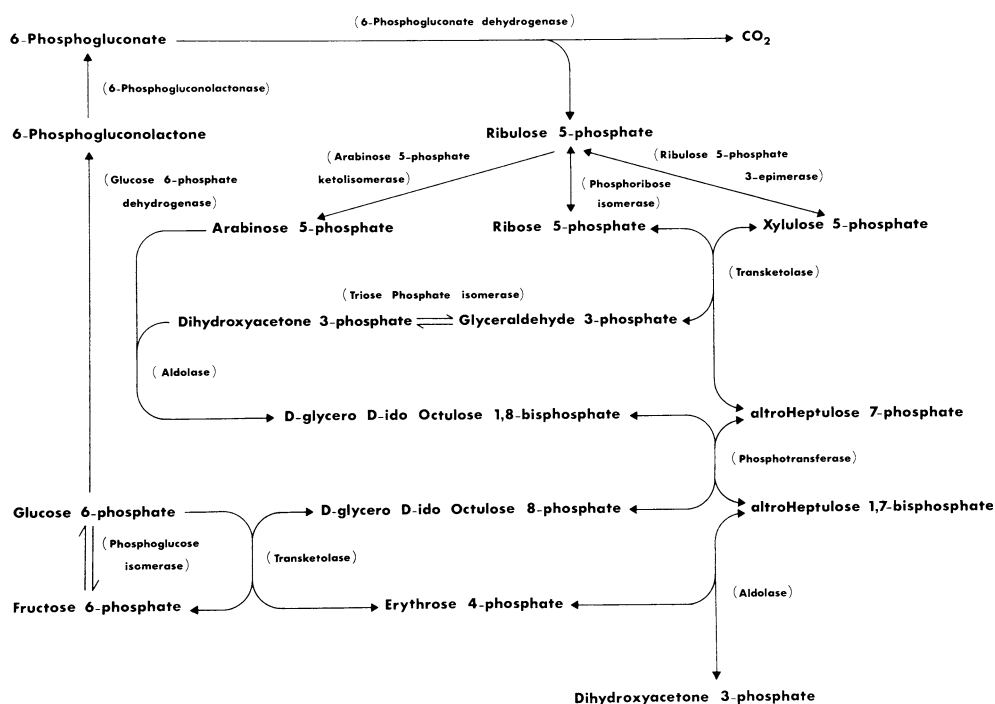 (6-Phosphogluconate dehydrogenase)
6-Phosphogluconate
CO2
(6-Phosphogluconolactonase)
6-Phosphogluconolactone
Ribulose 5-phosphate
(Arabinose 5-phosphate
ketolisomerase)
(Ribulose 5-phosphate
3-epimerase)
(Glucose 6-phosphate
dehydrogenase)
(Phosphoribose
isomerase)
Arabinose 5-phosphate
Ribose 5-phosphate
Xylulose 5-phosphate
(Transketolase)
(Triose Phosphate isomerase)
Dihydroxyacetone 3-phosphate
Glyceraldehyde 3-phosphate
(Aldolase)
D-glycero D-ido Octulose 1,8-bisphosphate
altroHeptulose 7-phosphate
(Phosphotransferase)
Glucose 6-phosphate
D-glycero D-ido Octulose 8-phosphate
altroHeptulose 1,7-bisphosphate
(Phosphoglucose
isomerase)
(Transketolase)
Fructose 6-phosphate
Erythrose 4-phosphate
(Aldolase)
Dihydroxyacetone 3-phosphate